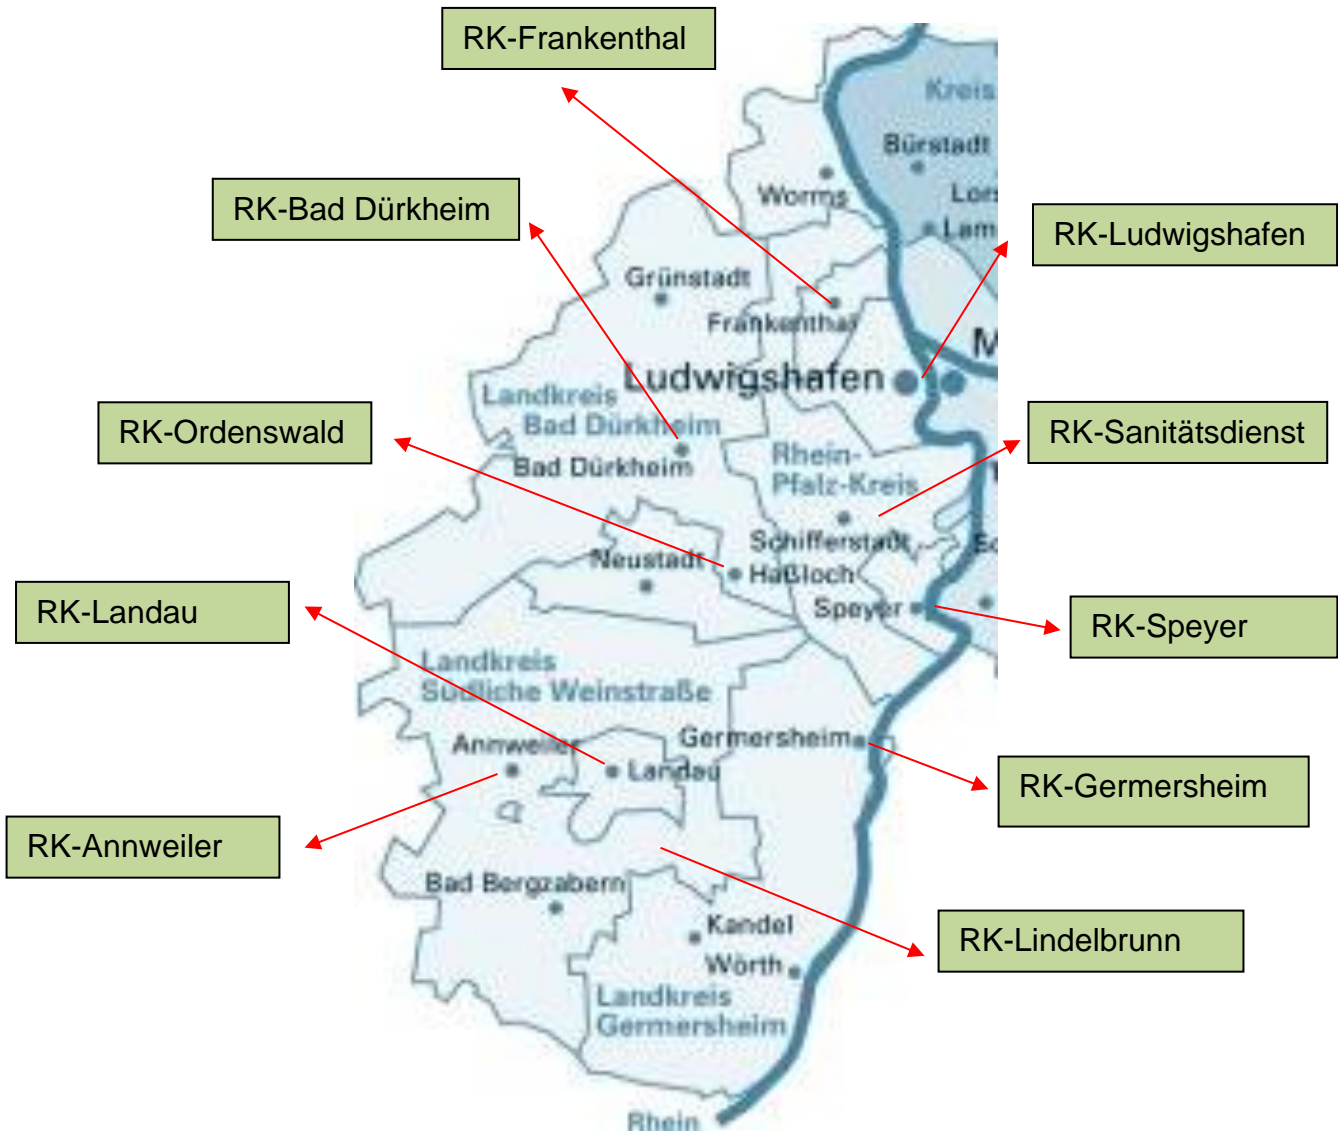 RK-Frankenthal
Kreis
Bürstadt
Worms
Lors
Lam
RK-Bad Dürkheim
RK-Ludwigshafen
Grünstadt
Frankenthal
M
Ludwigshafen
Landkreis
Bad Dürkheim
RK-Ordenswald
RK-Sanitätsdienst
Bad Dürkheim
Rhein-
Pfalz-Kreis
Schifferstadt
Neustadt
Haßloch
RK-Landau
Speyer
RK-Speyer
Landkreis
Südliche Weinstraße
Annweiler
Germersheim
Landau
RK-Germersheim
RK-Annweiler
Bad Bergzabern
Kandel
RK-Lindelbrunn
Wörth
Landkreis
Germersheim
Rhein